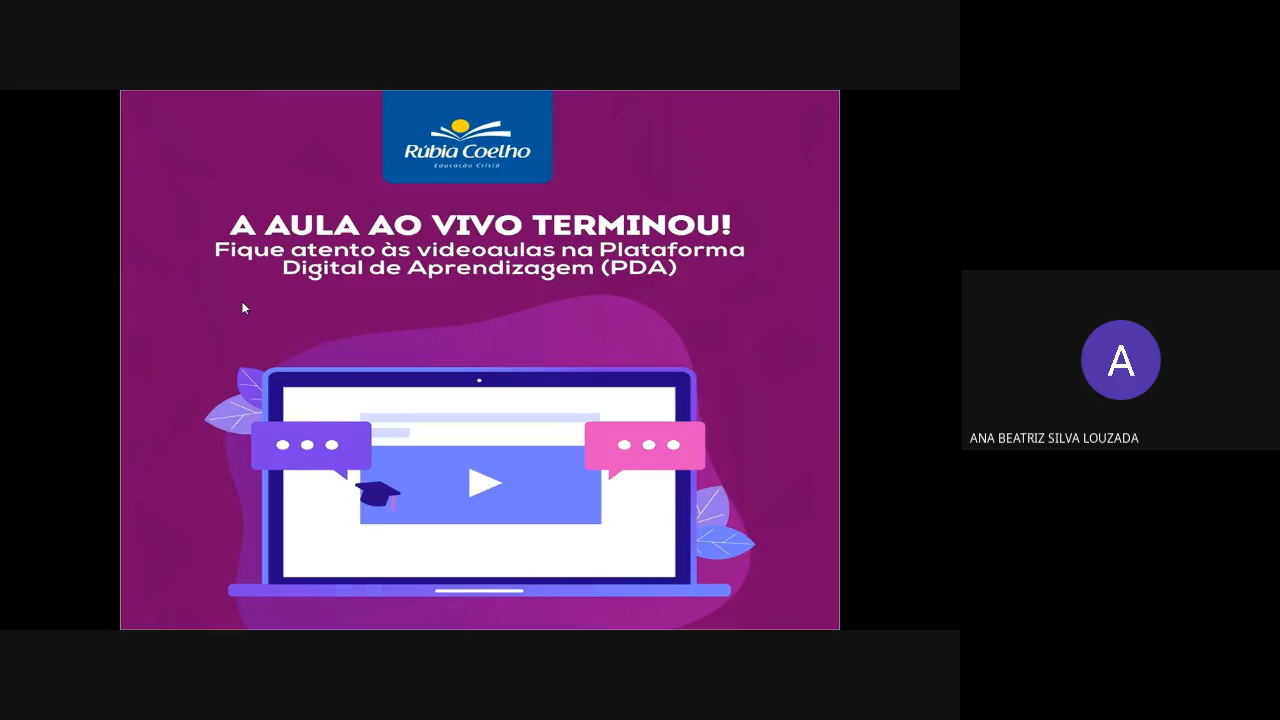 Rúbia Coelho
Educação Cristã
A AULA AO VIVO TERMINOU!
Fique atento às videoaulas na Plataforma
Digital de Aprendizagem (PDA)
A
ANA BEATRIZ SILVA LOUZADA